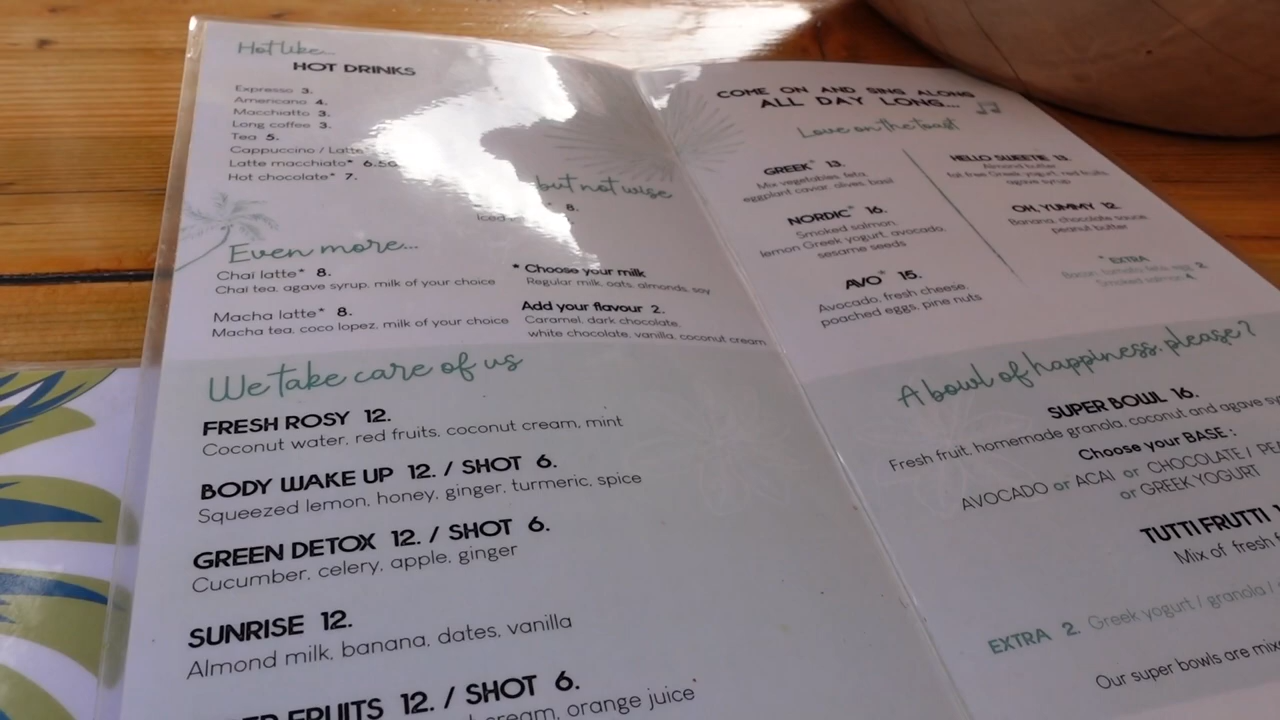 Hot like...
HOT DRINKS
Espresso 3.
Americano 4.
Macchiatto 3.
Long coffee 3.
Tea 5.
Cappuccino / Latte
Latte macchiato* 6.50
Hot chocolate* 7.
but not wise
Iced 8.
Even more...
Chai latte* 8.
Chai tea, agave syrup, milk of your choice
Macha latte* 8.
Macha tea, coco lopez, milk of your choice
* Choose your milk
Regular milk, oats, almonds, soy
Add your flavour 2.
Caramel, dark chocolate,
white chocolate, vanilla, coconut cream
We take care of us
FRESH ROSY 12.
Coconut water, red fruits, coconut cream, mint
BODY WAKE UP 12. / SHOT 6.
Squeezed lemon, honey, ginger, turmeric, spice
GREEN DETOX 12. / SHOT 6.
Cucumber, celery, apple, ginger
SUNRISE 12.
Almond milk, banana, dates, vanilla
FRUITS 12. / SHOT 6.
cream, orange juice*
COME ON AND SING ALONG
ALL DAY LONG...
Love on the toast
GREEK* 13.
Mix vegetables, feta,
eggplant caviar, olives, basil
NORDIC* 16.
Smoked salmon,
lemon Greek yogurt, avocado,
sesame seeds
AVO* 15.
Avocado, fresh cheese,
poached eggs, pine nuts
HELLO SWEETIE 13.
Almond butter,
fat free Greek yogurt, red fruits,
agave syrup
OH, YUMMY 12.
Banana, chocolate sauce,
peanut butter
*EXTRA
Bacon, tomato, feta, egg 2.
Smoked salmon 4.
A bowl of happiness, please?
SUPER BOWL 16.
Fresh fruit, homemade granola, coconut and agave sy
Choose your BASE :
AVOCADO or ACAI or CHOCOLATE / PEA
or GREEK YOGURT
TUTTI FRUTTI 1
Mix of fresh f
EXTRA 2. Greek yogurt / granola /
Our super bowls are mixe